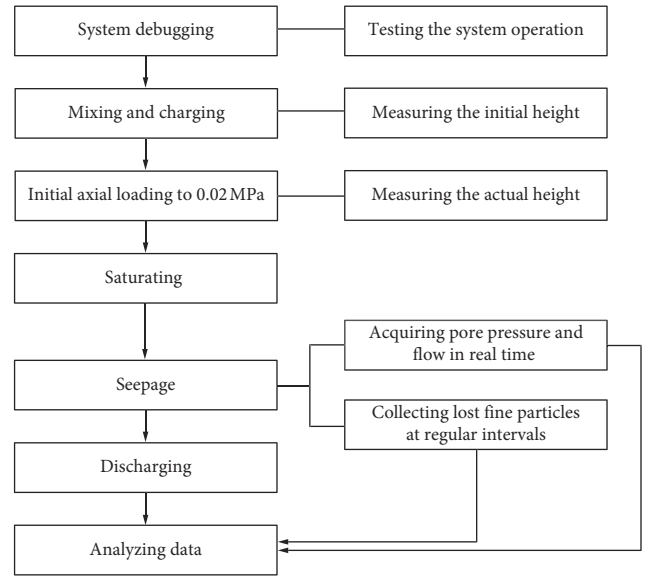 System debugging
Testing the system operation
Mixing and charging
Measuring the initial height
Initial axial loading to 0.02 MPa
Measuring the actual height
Saturating
Acquiring pore pressure and
flow in real time
Seepage
Collecting lost fine particles
at regular intervals
Discharging
Analyzing data